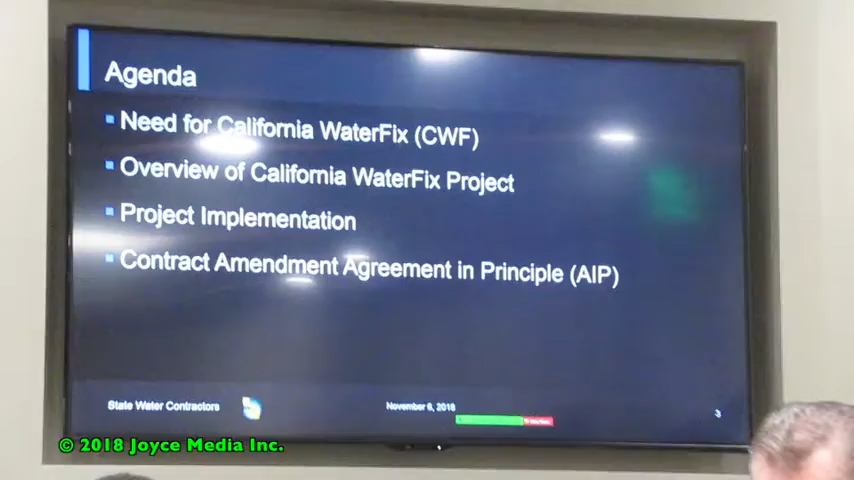 Agenda
Need for California WaterFix (CWF)
Overview of California WaterFix Project
Project Implementation
Contract Amendment Agreement in Principle (AIP)
State Water Contractors
November 8, 2018
3
© 2018 Joyce Media Inc.